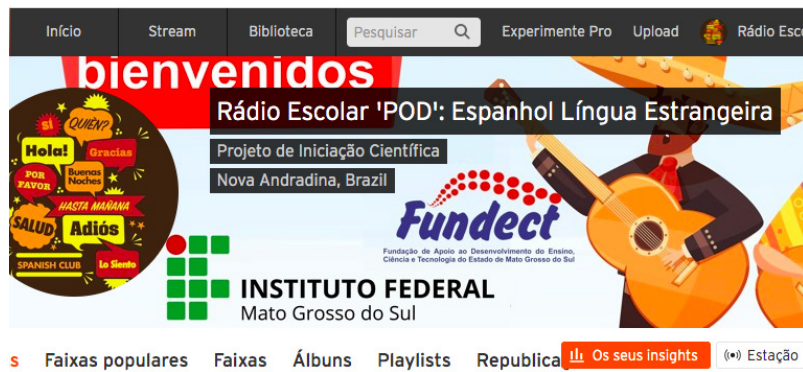 Início Stream Biblioteca Pesquisar Experimente Pro Upload Rádio Esco
bienvenidos
Rádio Escolar 'POD': Espanhol Língua Estrangeira
Projeto de Iniciação Científica
Nova Andradina, Brazil
SÍ
QUIÉN?
Hola!
Gracias
POR FAVOR
Buenas Noches
HASTA MAÑANA
SALUD
Adiós
SPANISH CLUB
Lo Siento
Fundect
Fundação de Apoio ao Desenvolvimento do Ensino,
Ciência e Tecnologia do Estado de Mato Grosso do Sul
INSTITUTO FEDERAL
Mato Grosso do Sul
s Faixas populares Faixas Álbuns Playlists Republica Os seus insights Estação